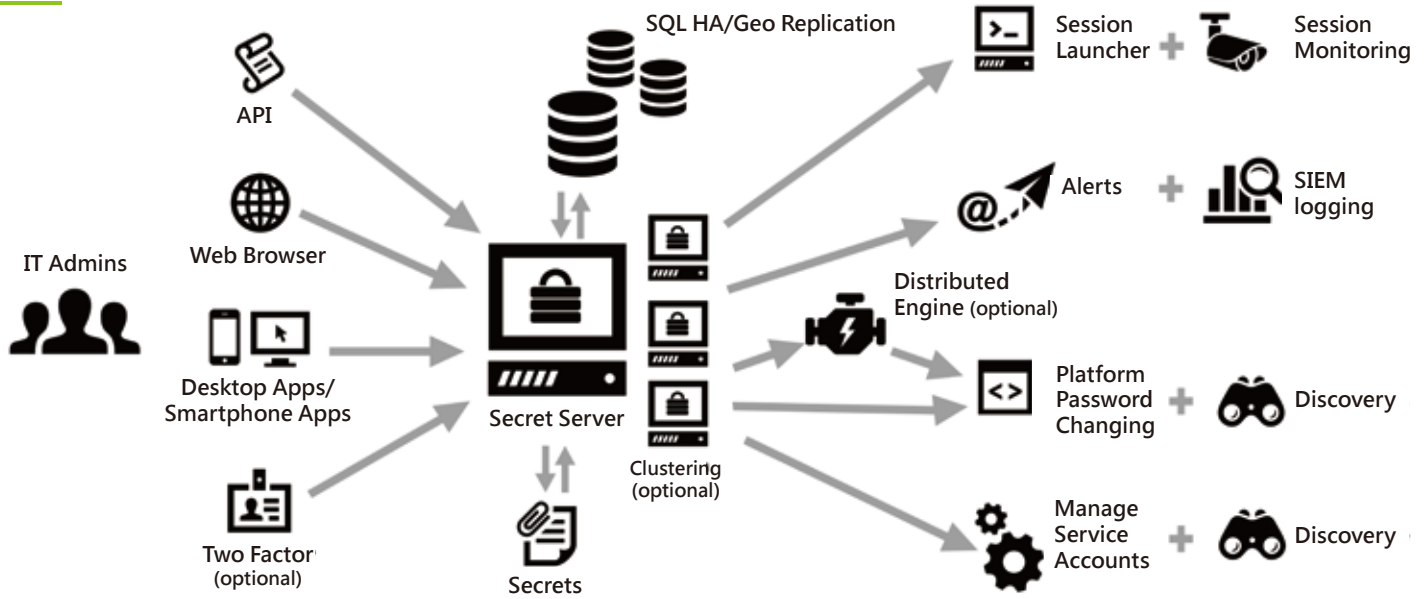 SQL HA/Geo Replication
API
Web Browser
IT Admins
Desktop Apps/
Smartphone Apps
Two Factor
(optional)
Secret Server
Secrets
Clustering
(optional)
Session
Launcher
Session
Monitoring
@
Alerts
SIEM
logging
Distributed
Engine (optional)
Platform
Password
Changing
Discovery
Manage
Service
Accounts
Discovery